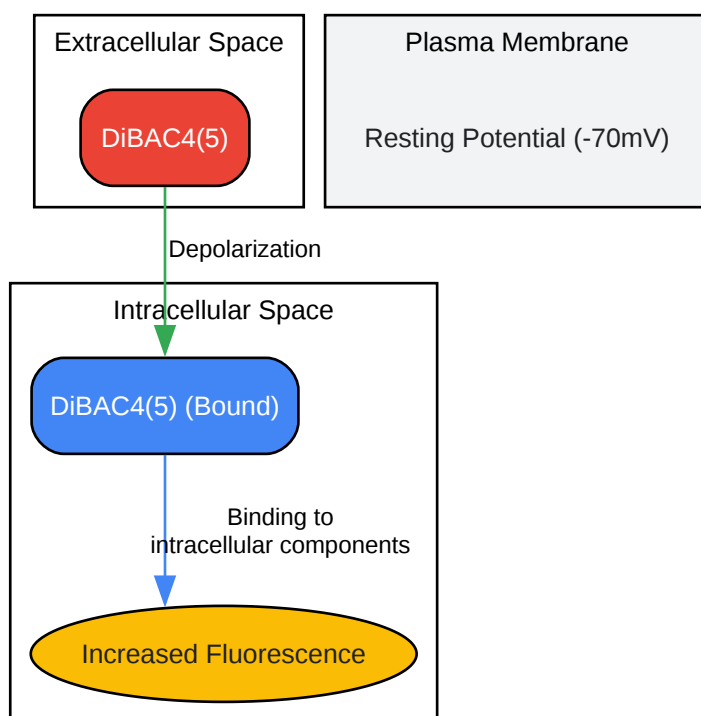 Extracellular Space
Plasma Membrane
DiBAC4(5)
Resting Potential (-70mV)
Depolarization
Intracellular Space
DiBAC4(5) (Bound)
Binding to
intracellular components
Increased Fluorescence